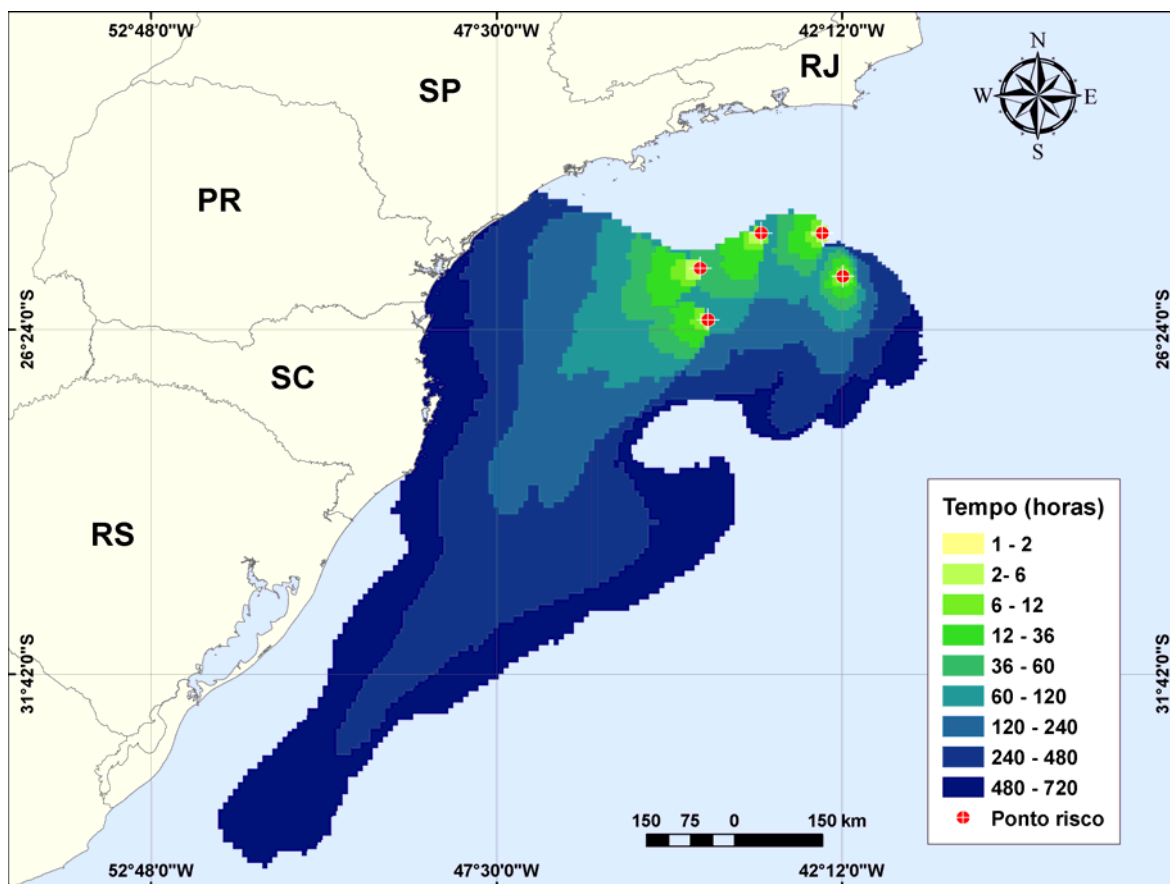 52°48'0"W
47°30'0"W
42°12'0"W
RJ
SP
N
W
E
S
PR
26°24'0"S
26°24'0"S
SC
RS
31°42'0"S
31°42'0"S
Tempo (horas)
1 - 2
2- 6
6 - 12
12 - 36
36 - 60
60 - 120
120 - 240
240 - 480
480 - 720
Ponto risco
150 75 0 150 km
52°48'0"W
47°30'0"W
42°12'0"W